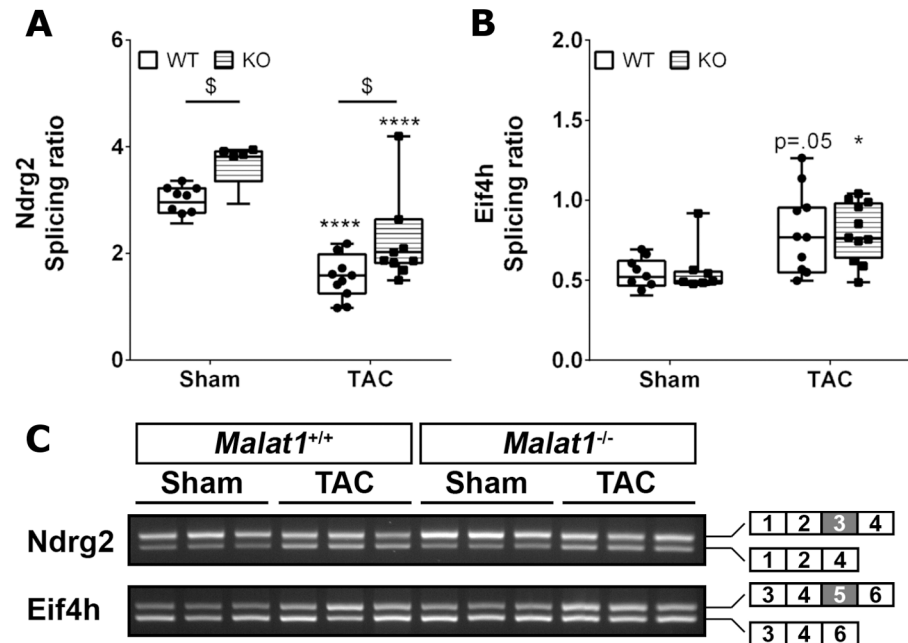 A
6
4
2
0
Ndrg2
Splicing ratio
WT KO
$ $
****
****
Sham TAC
B
2.0
1.5
1.0
0.5
0.0
Eif4h
Splicing ratio
WT KO
p=.05 *
Sham TAC
C
Malat1+/+ Malat1-/-
Sham TAC Sham TAC
Ndrg2
1 2 3 4
1 2 4
Eif4h
3 4 5 6
3 4 6